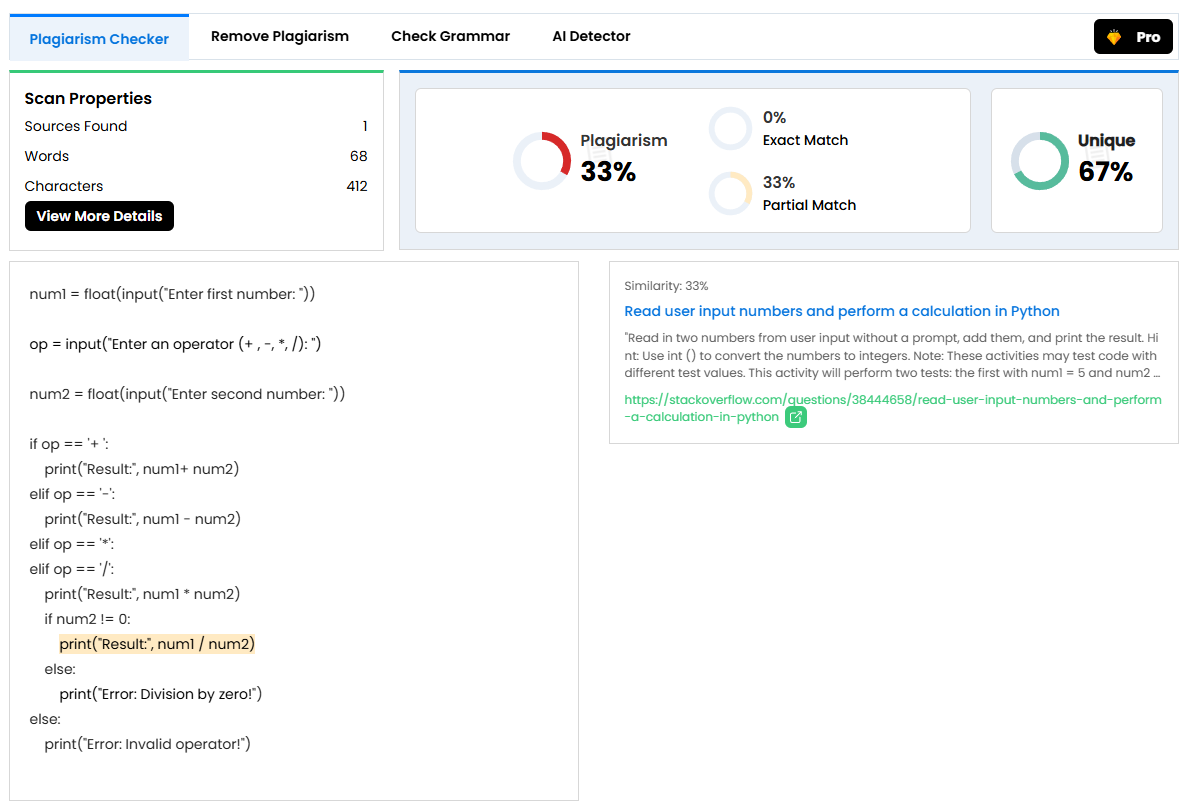 Plagiarism Checker
Remove Plagiarism
Check Grammar
AI Detector
Pro
Scan Properties
Sources Found 1
Words 68
Characters 412
View More Details
Plagiarism
33%
0%
Exact Match
33%
Partial Match
Unique
67%
num1 = float(input("Enter first number: "))
op = input("Enter an operator (+ , -, *, /): ")
num2 = float(input("Enter second number: "))
if op == '+ ':
    print("Result:", num1+ num2)
elif op == '-':
    print("Result:", num1 - num2)
elif op == '*':
elif op == '/':
    print("Result:", num1 * num2)
    if num2 != 0:
        print("Result:", num1 / num2)
    else:
        print("Error: Division by zero!")
else:
    print("Error: Invalid operator!")
Similarity: 33%
Read user input numbers and perform a calculation in Python
"Read in two numbers from user input without a prompt, add them, and print the result. Hi
nt: Use int () to convert the numbers to integers. Note: These activities may test code with
different test values. This activity will perform two tests: the first with num1 = 5 and num2 ...
https://stackoverflow.com/questions/38444658/read-user-input-numbers-and-perform
-a-calculation-in-python